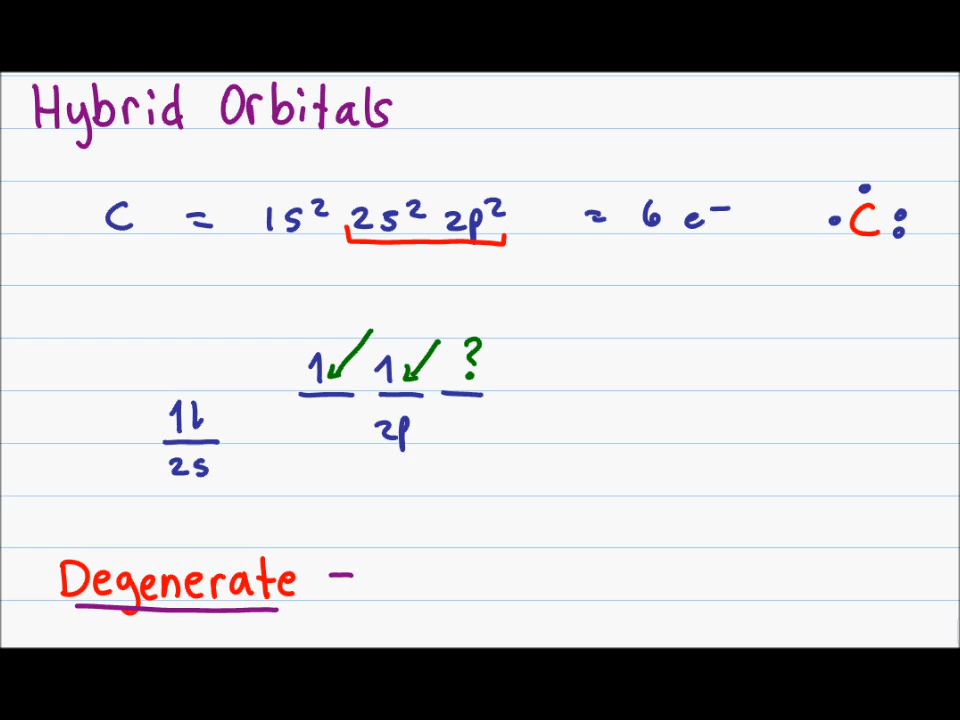 Hybrid Orbitals
C = 1s² 2s² 2p² = 6 e⁻ C
1 1 ?
2p
1l
2s
Degenerate -